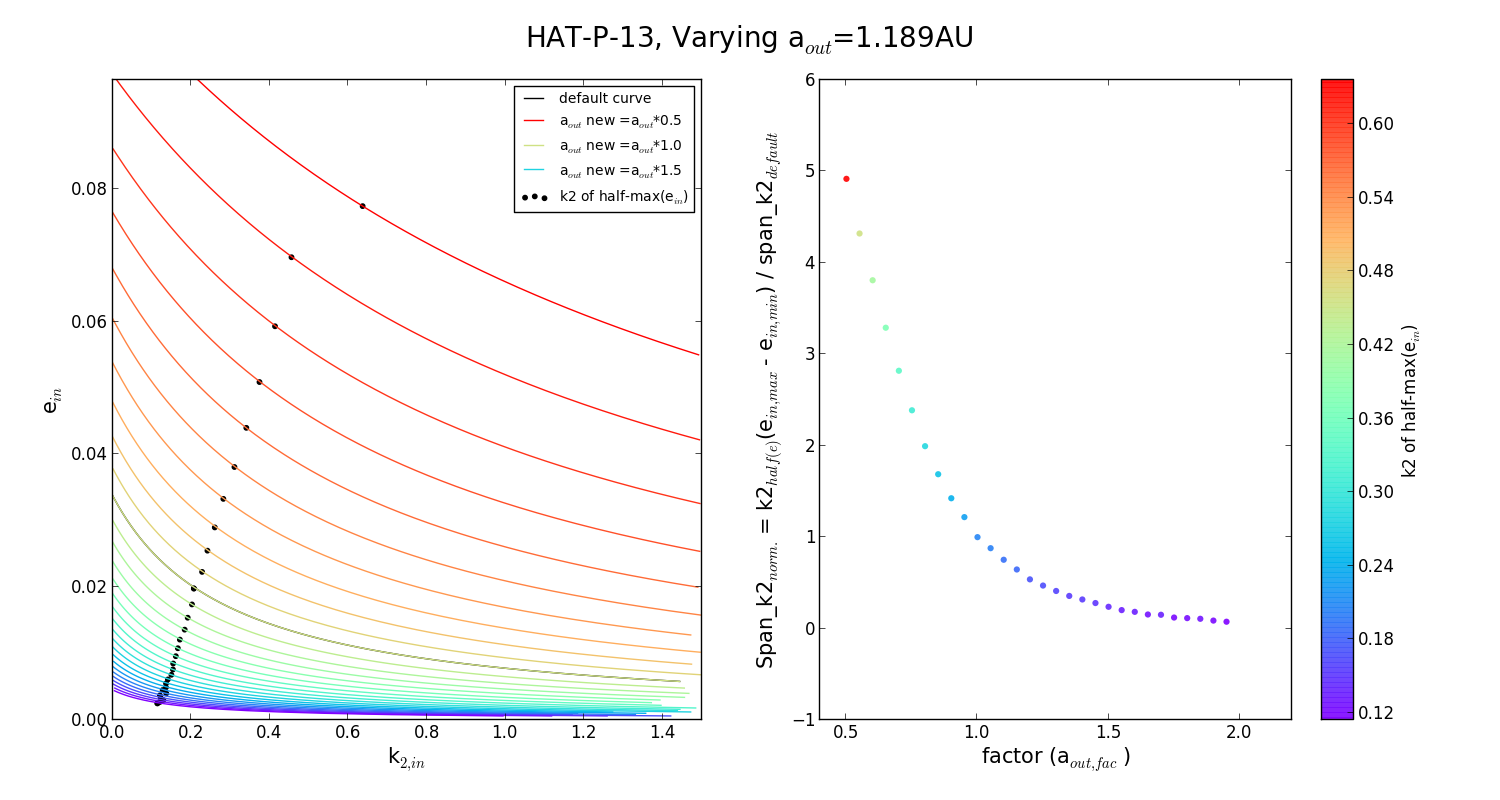 HAT-P-13, Varying a_out=1.189AU
default curve
a_out new =a_out*0.5
a_out new =a_out*1.0
a_out new =a_out*1.5
k2 of half-max(e_in)
e_in
0.08
0.06
0.04
0.02
0.00
0.0 0.2 0.4 0.6 0.8 1.0 1.2 1.4
k_2,in
Span_k2_norm. = k2_half(e)(e_in,max - e_in,min) / span_k2_default
6
5
4
3
2
1
0
−1
0.5 1.0 1.5 2.0
factor (a_out,fac )
0.60
0.54
0.48
0.42
0.36
0.30
0.24
0.18
0.12
k2 of half-max(e_in)